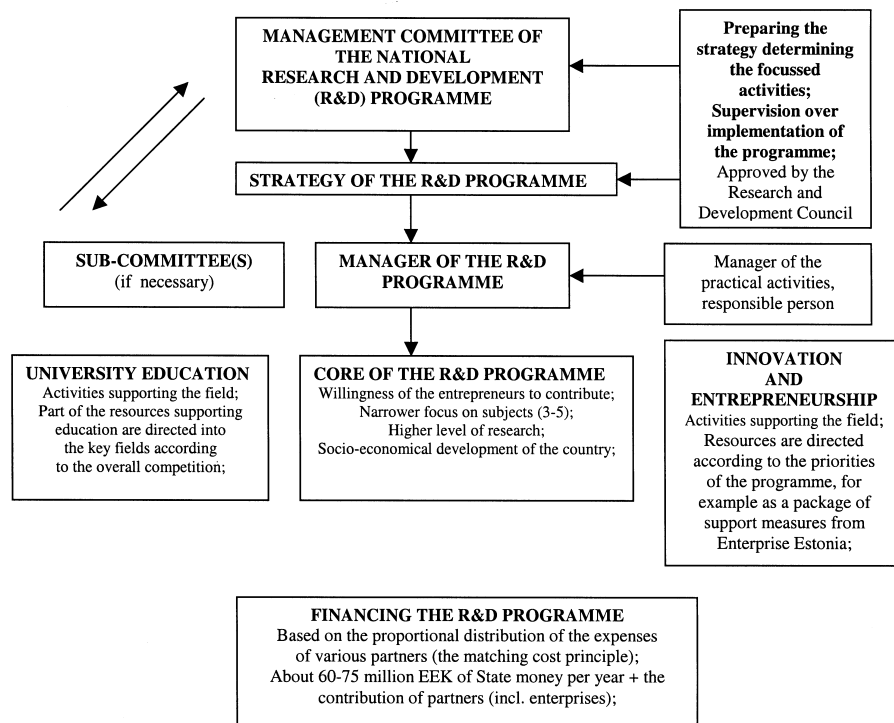 MANAGEMENT COMMITTEE OF
THE NATIONAL
RESEARCH AND DEVELOPMENT
(R&D) PROGRAMME
Preparing the
strategy determining
the focussed
activities;
Supervision over
implementation of
the programme;
Approved by the
Research and
Development Council
STRATEGY OF THE R&D PROGRAMME
SUB-COMMITTEE(S)
(if necessary)
MANAGER OF THE R&D
PROGRAMME
Manager of the
practical activities,
responsible person
UNIVERSITY EDUCATION
Activities supporting the field;
Part of the resources supporting
education are directed into
the key fields according
to the overall competition;
CORE OF THE R&D PROGRAMME
Willingness of the entrepreneurs to contribute;
Narrower focus on subjects (3-5);
Higher level of research;
Socio-economical development of the country;
INNOVATION
AND
ENTREPRENEURSHIP
Activities supporting the field;
Resources are directed
according to the priorities
of the programme, for
example as a package of
support measures from
Enterprise Estonia;
FINANCING THE R&D PROGRAMME
Based on the proportional distribution of the expenses
of various partners (the matching cost principle);
About 60-75 million EEK of State money per year + the
contribution of partners (incl. enterprises);